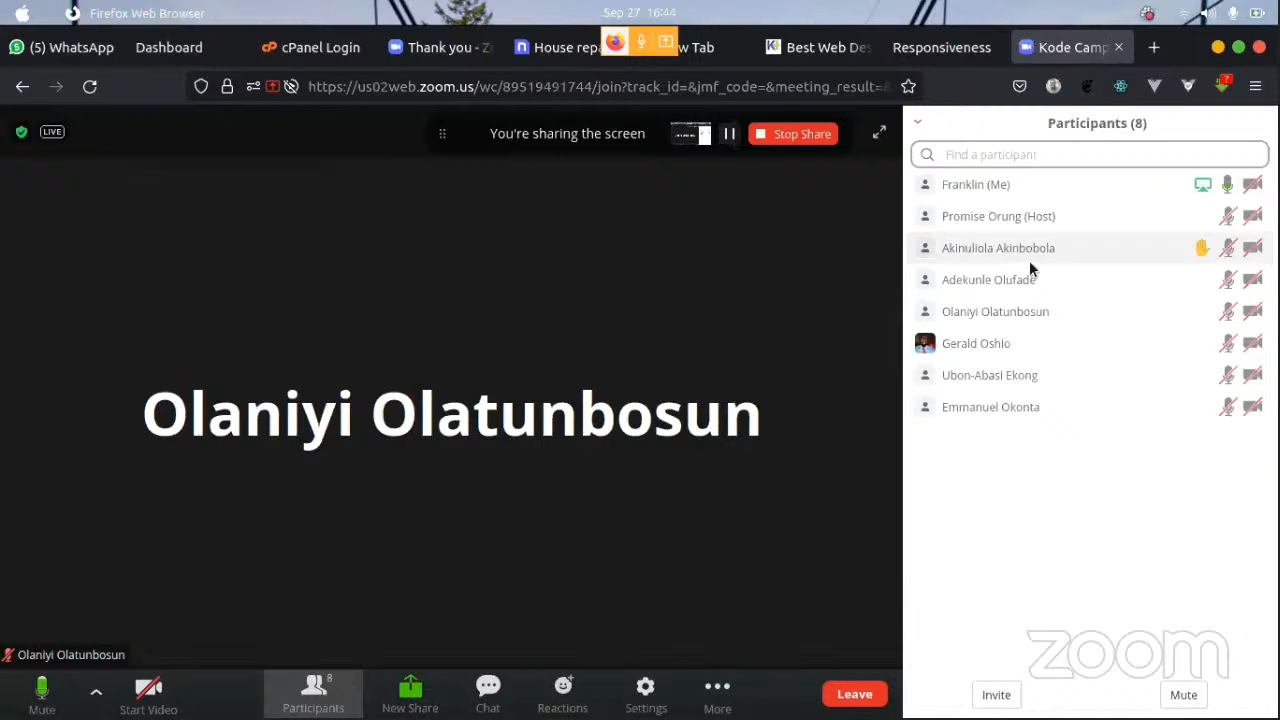 Firefox Web Browser
Sep 27 16:44
(5) WhatsApp
Dashboard
cPanel Login
Thank you - Z
House rep
w Tab
Best Web Des
Responsiveness
Kode Camp
https://us02web.zoom.us/wc/89519491744/join?track_id=&jmf_code=&meeting_result=&
7
LIVE
You're sharing the screen
Stop Share
Participants (8)
Find a participant
Franklin (Me)
Promise Orung (Host)
Akinuliola Akinbobola
Adekunle Olufade
Olaniyi Olatunbosun
Gerald Oshio
Ubon-Abasi Ekong
Emmanuel Okonta
Olaniyi Olatunbosun
Olaniyi Olatunbosun
zoom
Mute
Start Video
8
Participants
New Share
Chat
Reactions
Settings
More
Leave
Invite
Mute